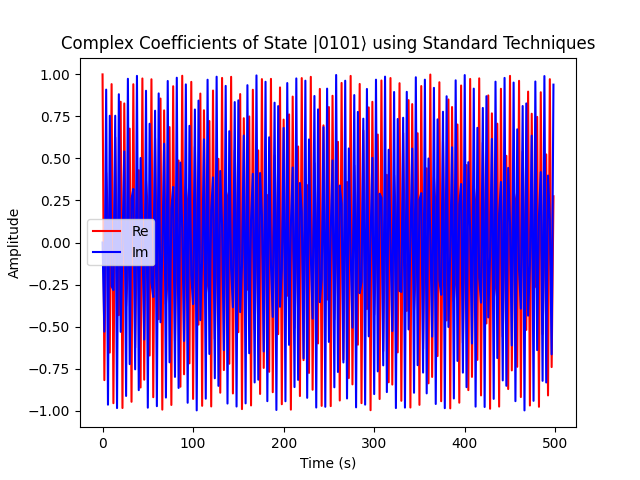 Complex Coefficients of State |0101⟩ using Standard Techniques
1.00
0.75
0.50
0.25
0.00
−0.25
−0.50
−0.75
−1.00
Amplitude
Re
Im
0 100 200 300 400 500
Time (s)